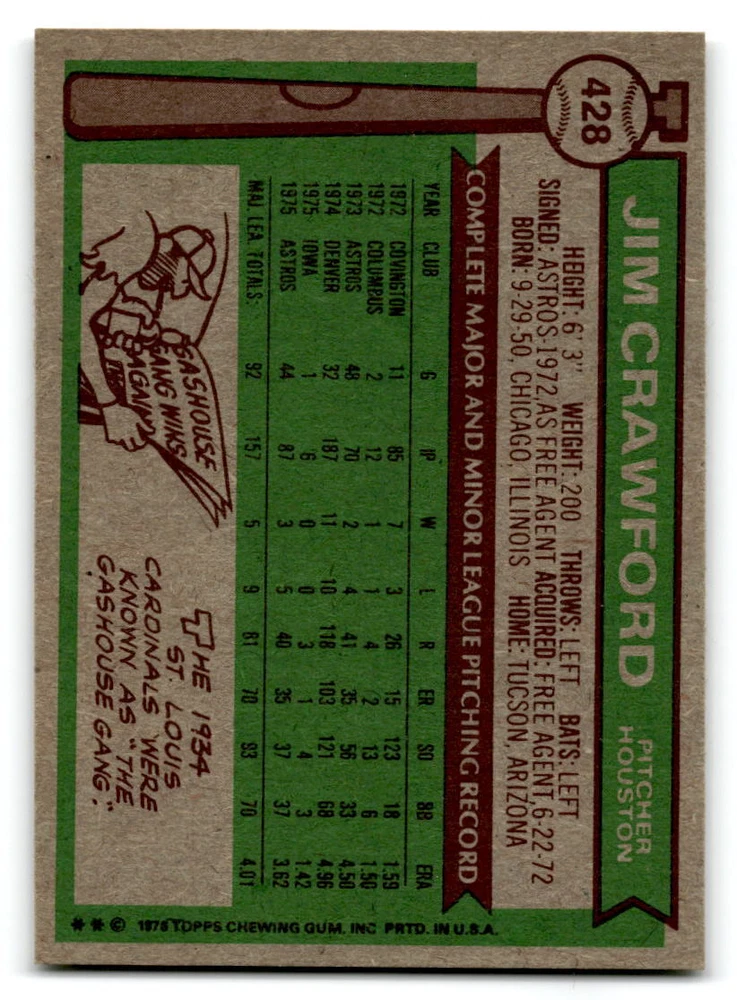 428
JIM CRAWFORD
PITCHER
HOUSTON
HEIGHT: 6' 3" WEIGHT: 200 THROWS: LEFT BATS: LEFT
SIGNED: ASTROS-1972, AS FREE AGENT ACQUIRED: FREE AGENT, 6-22-72
BORN: 9-29-50, CHICAGO, ILLINOIS HOME: TUCSON, ARIZONA
COMPLETE MAJOR AND MINOR LEAGUE PITCHING RECORD
YEAR CLUB G IP W L R ER SO BB ERA
1972 COVINGTON 11 85 7 3 26 15 123 18 1.59
1972 COLUMBUS 2 12 1 1 4 2 13 6 1.50
1973 ASTROS 48 70 2 4 41 35 56 33 4.50
1974 DENVER 32 187 11 10 118 103 121 68 4.96
1975 IOWA 1 6 0 0 3 1 4 3 1.42
1975 ASTROS 44 87 3 5 40 35 37 37 3.62
MAJ. LEA. TOTALS: 92 157 5 9 81 70 93 70 4.01
GASHOUSE
GANG WINS
AGAIN!
THE 1934
ST. LOUIS
CARDINALS WERE
KNOWN AS "THE
GASHOUSE GANG."
** © 1976 TOPPS CHEWING GUM, INC. PRTD. IN U.S.A.